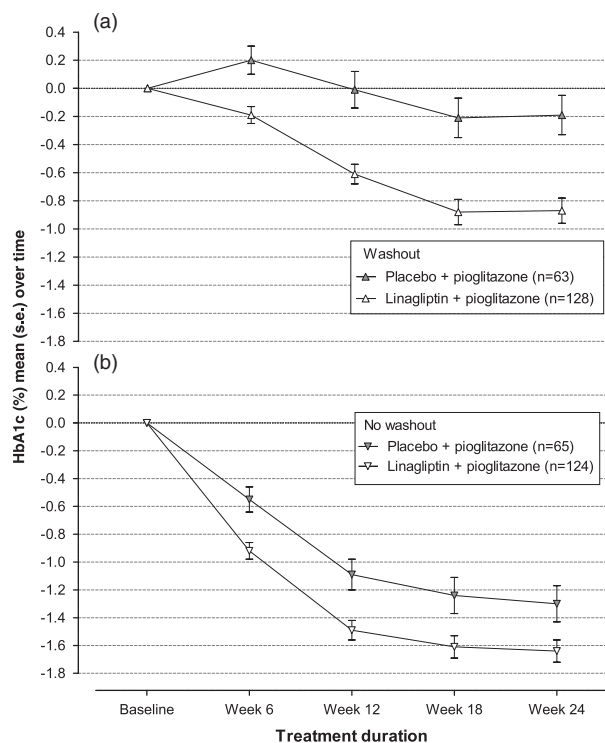 (a)
0.4
0.2
0.0
-0.2
-0.4
-0.6
-0.8
-1.0
-1.2
-1.4
-1.6
-1.8
Washout
Placebo + pioglitazone (n=63)
Linagliptin + pioglitazone (n=128)
HbA1c (%) mean (s.e.) over time
(b)
0.4
0.2
0.0
-0.2
-0.4
-0.6
-0.8
-1.0
-1.2
-1.4
-1.6
-1.8
No washout
Placebo + pioglitazone (n=65)
Linagliptin + pioglitazone (n=124)
Baseline Week 6 Week 12 Week 18 Week 24
Treatment duration